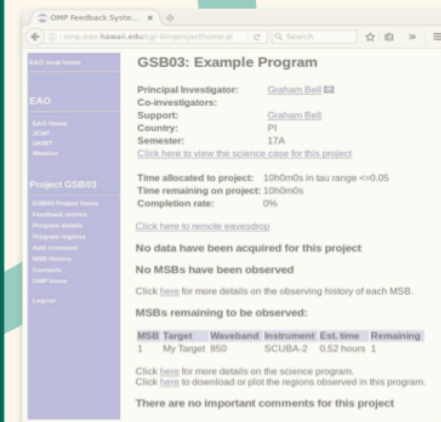 OMP Feedback Syste...
omp.eao.hawaii.edu/cgi-bin/projecthome.pl
Search
EAO local home
EAO
EAO Home
JCMT
UKIRT
Weather
Project GSB03
GSB03 Project home
Feedback entries
Program details
Program regions
Add comment
MSB History
Contacts
OMP home
Logout
GSB03: Example Program
Principal Investigator: Graham Bell
Co-investigators:
Support: Graham Bell
Country: PI
Semester: 17A
Click here to view the science case for this project
Time allocated to project: 10h0m0s in tau range <=0.05
Time remaining on project: 10h0m0s
Completion rate: 0%
Click here to remote eavesdrop
No data have been acquired for this project
No MSBs have been observed
Click here for more details on the observing history of each MSB.
MSBs remaining to be observed:
MSB Target Waveband Instrument Est. time Remaining
1 My Target 850 SCUBA-2 0.52 hours 1
Click here for more details on the science program.
Click here to download or plot the regions observed in this program.
There are no important comments for this project